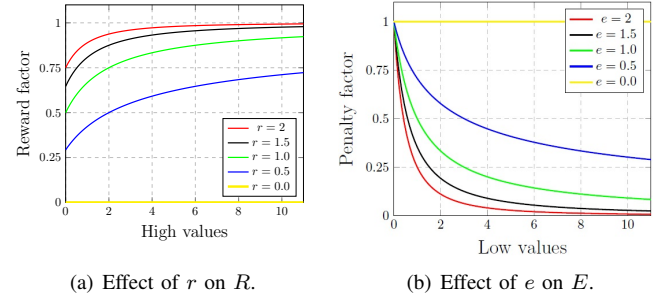 1
0.75
0.5
0.25
0
0 2 4 6 8 10
Reward factor
High values
r = 2
r = 1.5
r = 1.0
r = 0.5
r = 0.0
(a) Effect of r on R.
1
0.75
0.5
0.25
0
0 2 4 6 8 10
Penalty factor
Low values
e = 2
e = 1.5
e = 1.0
e = 0.5
e = 0.0
(b) Effect of e on E.